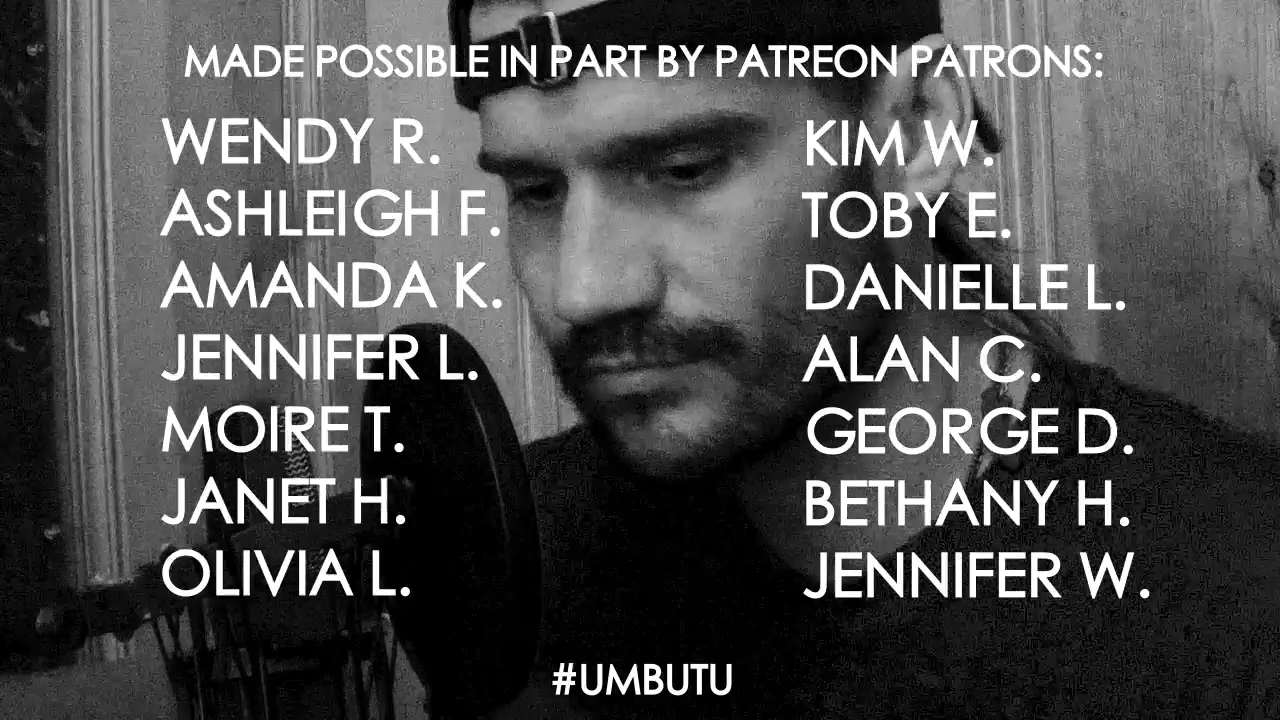 MADE POSSIBLE IN PART BY PATREON PATRONS:
WENDY R.
ASHLEIGH F.
AMANDA K.
JENNIFER L.
MOIRE T.
JANET H.
OLIVIA L.
KIM W.
TOBY E.
DANIELLE L.
ALAN C.
GEORGE D.
BETHANY H.
JENNIFER W.
#UMBUTU